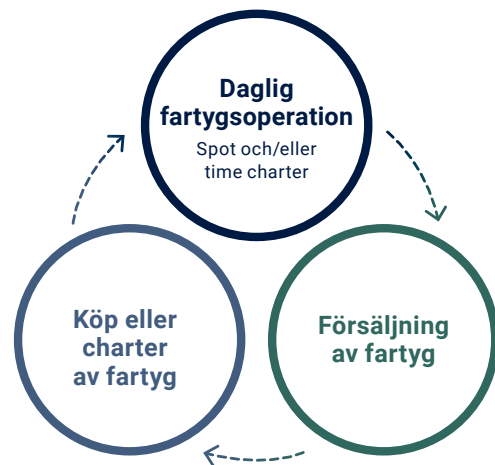 Daglig
fartygsoperation
Spot och/eller
time charter
Köp eller
charter
av fartyg
Försäljning
av fartyg